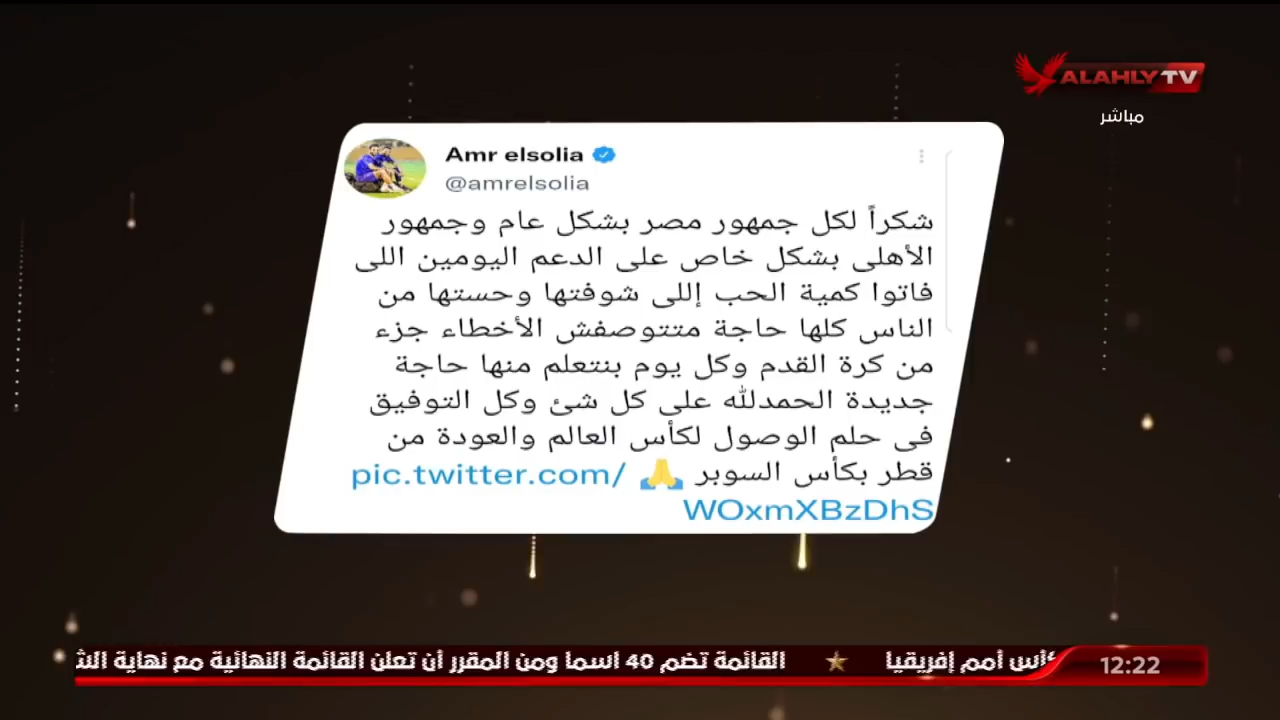 ALAHLY TV
مباشر
Amr elsolia
@amrelsolia
شكراً لكل جمهور مصر بشكل عام وجمهور
الأهلى بشكل خاص على الدعم اليومين اللى
فاتوا كمية الحب إللى شوفتها وحستها من
الناس كلها حاجة متتوصفش الأخطاء جزء
من كرة القدم وكل يوم بنتعلم منها حاجة
جديدة الحمدلله على كل شئ وكل التوفيق
فى حلم الوصول لكأس العالم والعودة من
قطر بكأس السوبر 🙏 pic.twitter.com/
WOxmXBzDhS
كأس أمم إفريقيا ★ القائمة تضم 40 اسما ومن المقرر أن تعلن القائمة النهائية مع نهاية
12:22